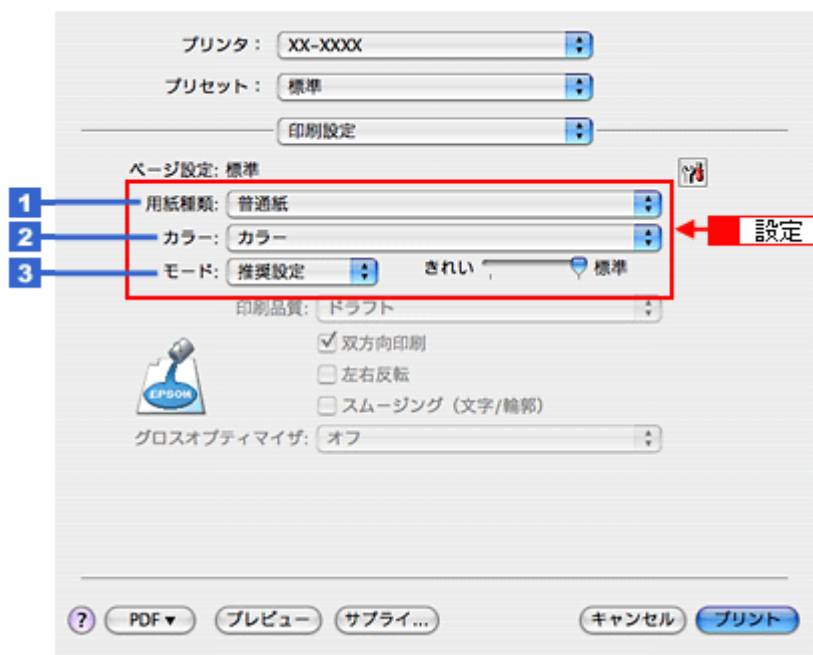 プリンタ： XX-XXXX
プリセット： 標準
印刷設定
ページ設定: 標準
1 用紙種類: 普通紙
2 カラー: カラー
設定
3 モード: 推奨設定 きれい 標準
印刷品質: ドラフト
双方向印刷
左右反転
スムージング（文字/輪郭）
EPSON
グロスオプティマイザ: オフ
? PDF▼ プレビュー サプライ... キャンセル プリント